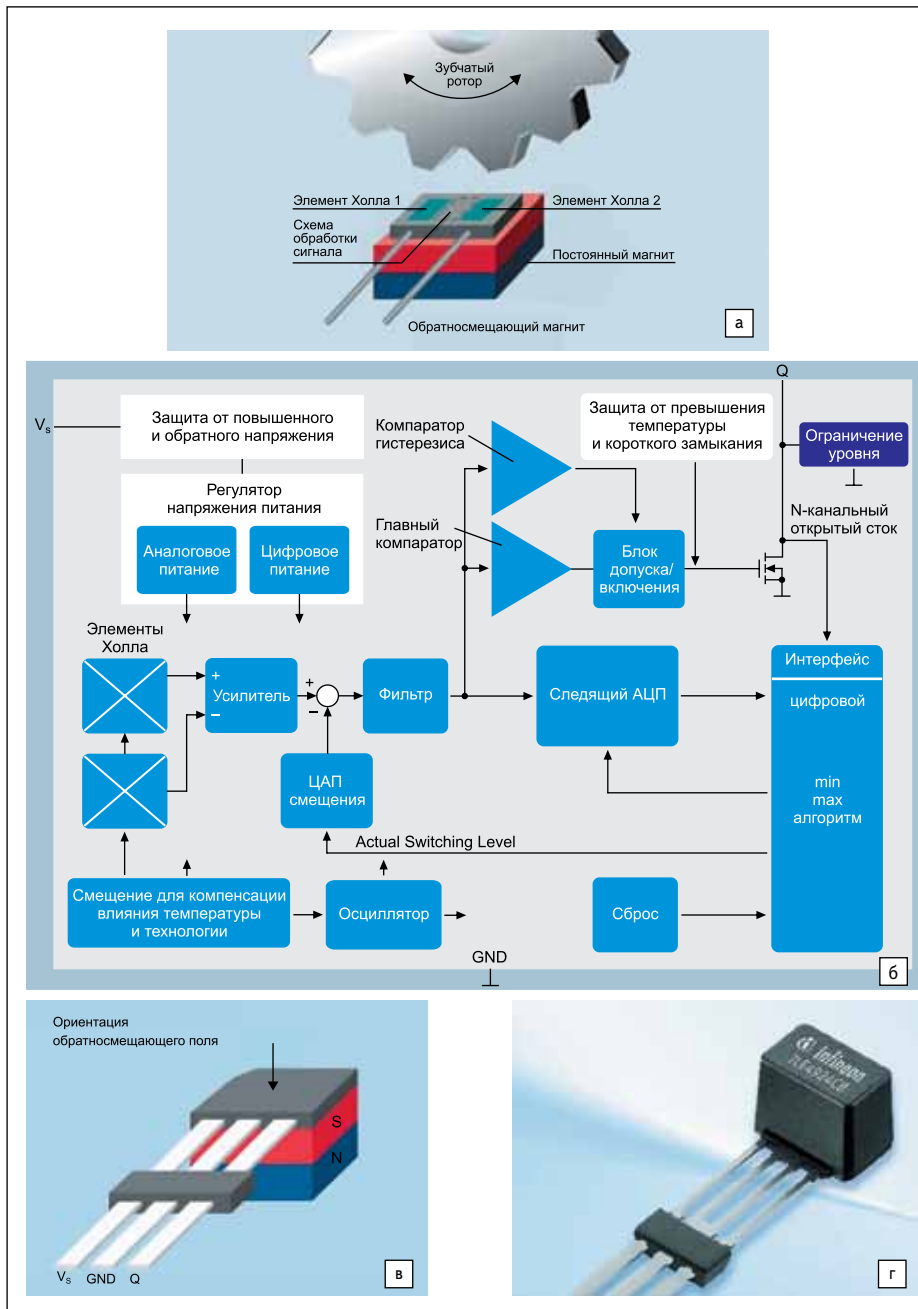 Зубчатый
ротор
Элемент Холла 1
Элемент Холла 2
Схема
обработки
сигнала
Постоянный магнит
Обратносмещающий магнит
а
Q
Vs
Защита от повышенного
и обратного напряжения
Компаратор
гистерезиса
Защита от превышения
температуры
и короткого замыкания
Ограничение
уровня
Регулятор
напряжения питания
Аналоговое
питание
Цифровое
питание
Главный
компаратор
Блок
допуска/
включения
N-канальный
открытый сток
Элементы
Холла
+
Усилитель
–
+
–
Фильтр
Следящий АЦП
Интерфейс
цифровой
min
max
алгоритм
ЦАП
смещения
Actual Switching Level
Смещение для компенсации
влияния температуры
и технологии
Осциллятор
Сброс
GND
б
Ориентация
обратносмещающего поля
S
N
Vs GND Q
в
Infineon
TLE4924CB
г